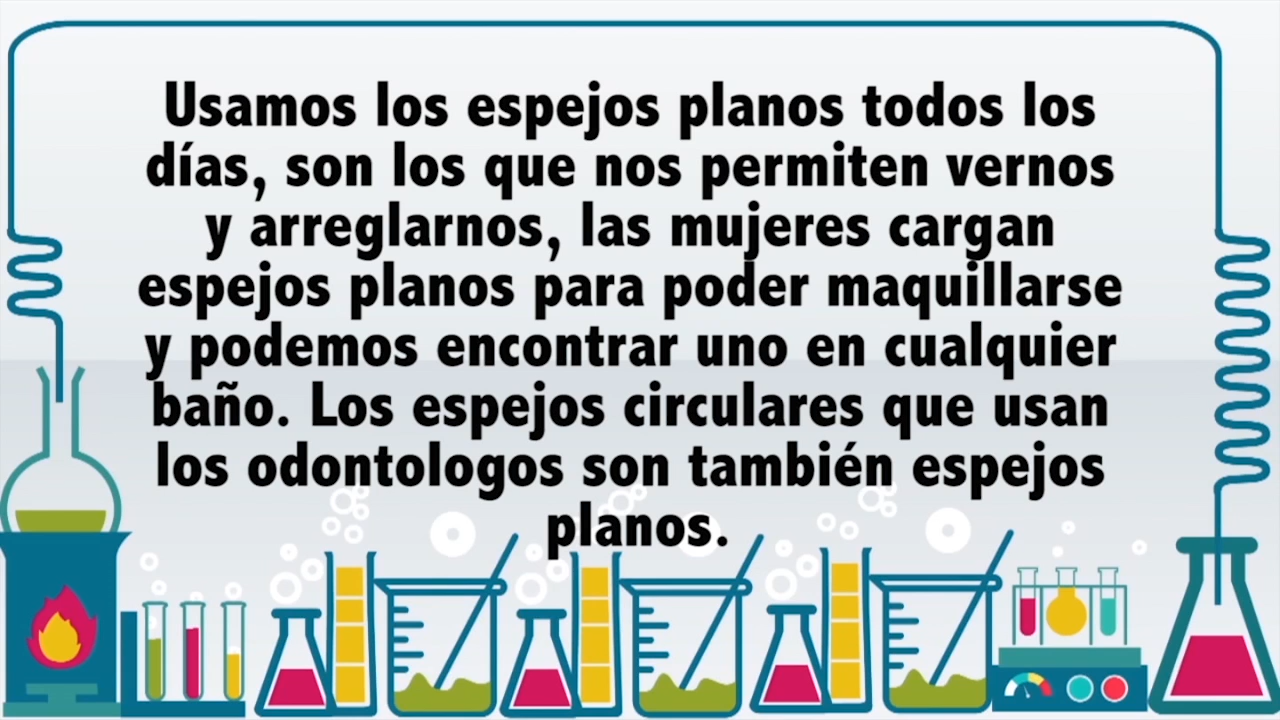 Usamos los espejos planos todos los
días, son los que nos permiten vernos
y arreglarnos, las mujeres cargan
espejos planos para poder maquillarse
y podemos encontrar uno en cualquier
baño. Los espejos circulares que usan
los odontologos son también espejos
planos.